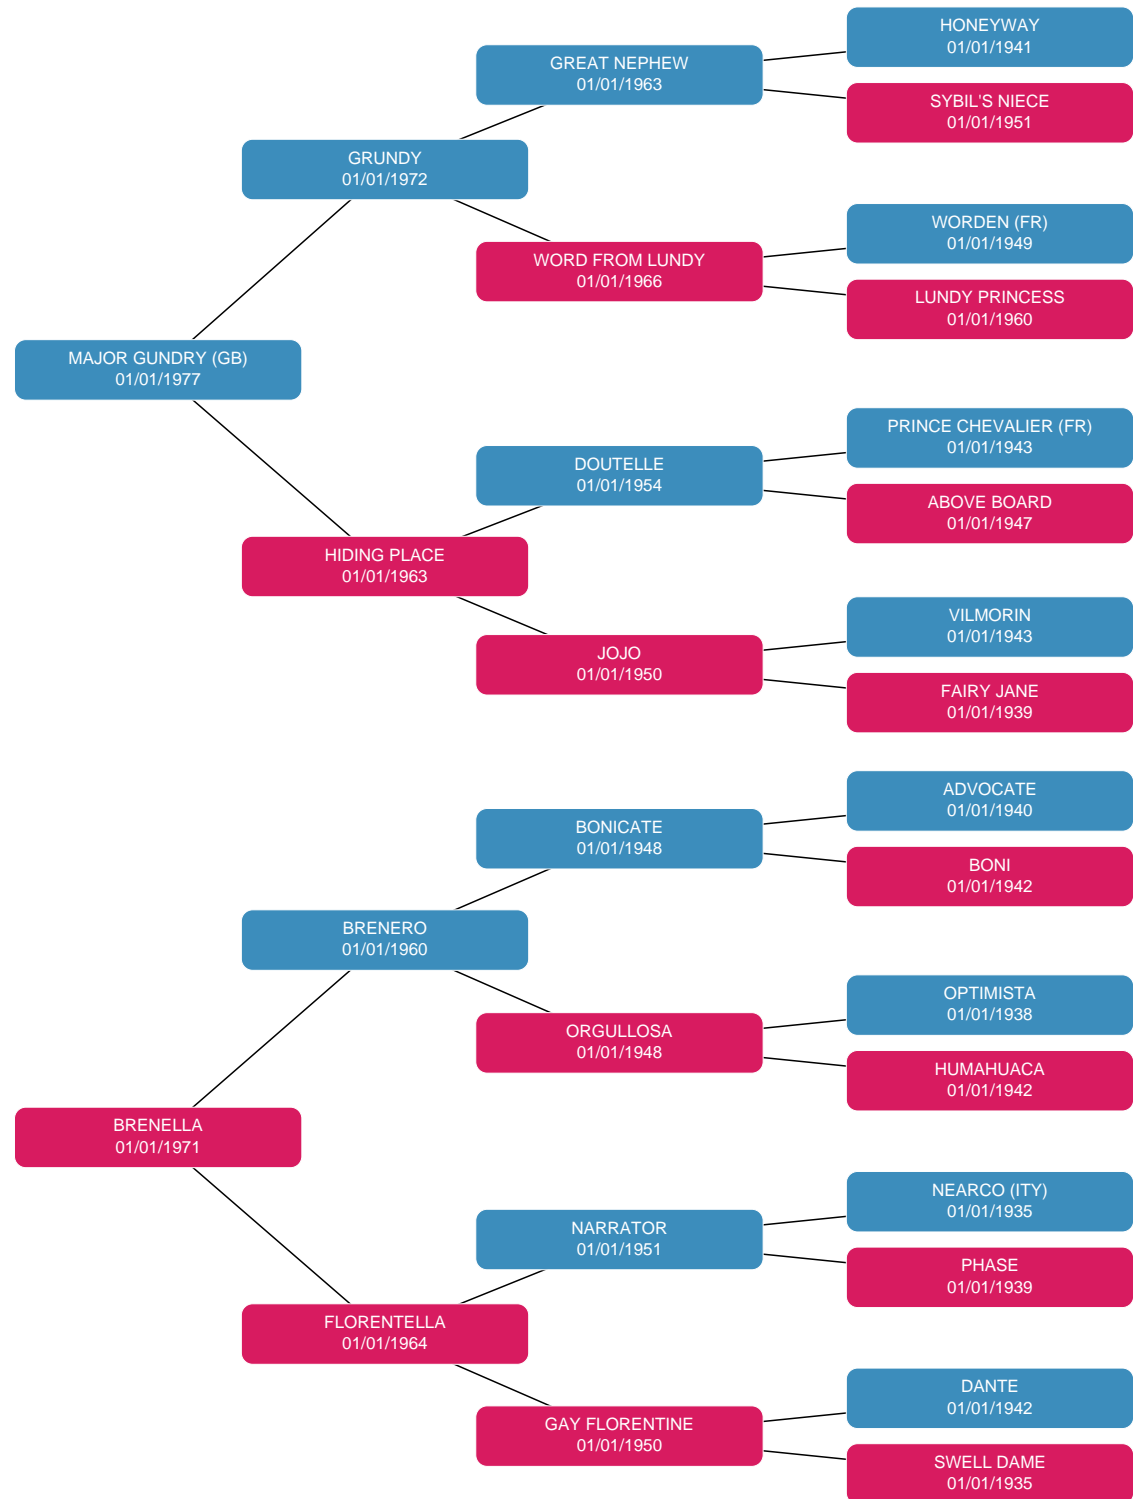 HONEYWAY
01/01/1941
GREAT NEPHEW
01/01/1963
SYBIL'S NIECE
01/01/1951
GRUNDY
01/01/1972
WORDEN (FR)
01/01/1949
WORD FROM LUNDY
01/01/1966
LUNDY PRINCESS
01/01/1960
MAJOR GUNDRY (GB)
01/01/1977
PRINCE CHEVALIER (FR)
01/01/1943
DOUTELLE
01/01/1954
ABOVE BOARD
01/01/1947
HIDING PLACE
01/01/1963
VILMORIN
01/01/1943
JOJO
01/01/1950
FAIRY JANE
01/01/1939
ADVOCATE
01/01/1940
BONICATE
01/01/1948
BONI
01/01/1942
BRENERO
01/01/1960
OPTIMISTA
01/01/1938
ORGULLOSA
01/01/1948
HUMAHUACA
01/01/1942
BRENELLA
01/01/1971
NEARCO (ITY)
01/01/1935
NARRATOR
01/01/1951
PHASE
01/01/1939
FLORENTELLA
01/01/1964
DANTE
01/01/1942
GAY FLORENTINE
01/01/1950
SWELL DAME
01/01/1935